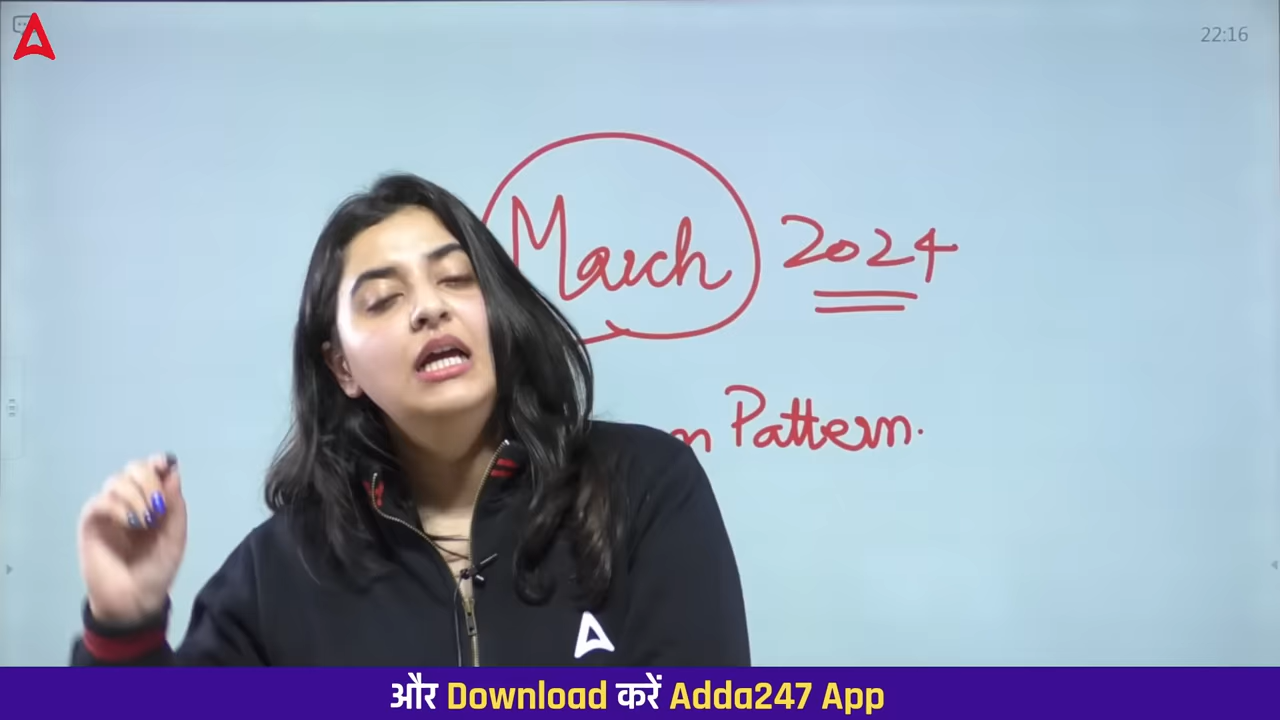 22:16
March 2024
Pattern.
और Download करें Adda247 App